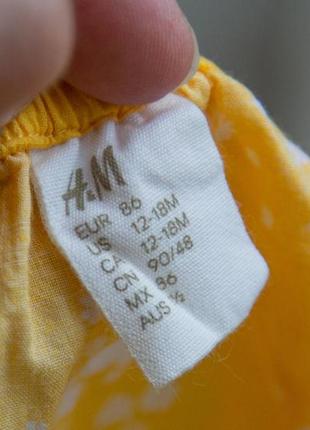 H&M
EUR 86
US 12-18M
CA 12-18M
CN 90/48
MX 86
AUS ½